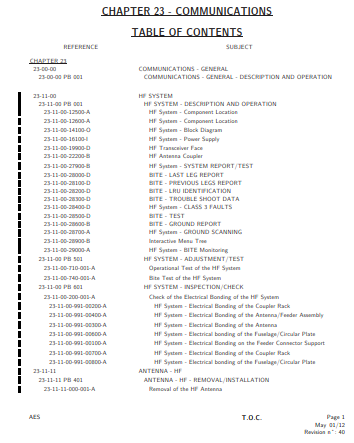 CHAPTER 23 - COMMUNICATIONS
TABLE OF CONTENTS
REFERENCE SUBJECT
CHAPTER 23
23-00-00 COMMUNICATIONS - GENERAL
23-00-00 PB 001 COMMUNICATIONS - GENERAL - DESCRIPTION AND OPERATION
23-11-00 HF SYSTEM
23-11-00 PB 001 HF SYSTEM - DESCRIPTION AND OPERATION
23-11-00-12500-A HF System - Component Location
23-11-00-12600-A HF System - Component Location
23-11-00-14100-O HF System - Block Diagram
23-11-00-16100-I HF System - Power Supply
23-11-00-19900-D HF Transceiver Face
23-11-00-22200-B HF Antenna Coupler
23-11-00-27900-B HF System - SYSTEM REPORT/TEST
23-11-00-28000-D BITE - LAST LEG REPORT
23-11-00-28100-D BITE - PREVIOUS LEGS REPORT
23-11-00-28200-D BITE - LRU IDENTIFICATION
23-11-00-28300-D BITE - TROUBLE SHOOT DATA
23-11-00-28400-D HF System - CLASS 3 FAULTS
23-11-00-28500-D BITE - TEST
23-11-00-28600-B BITE - GROUND REPORT
23-11-00-28700-A HF System - GROUND SCANNING
23-11-00-28900-B Interactive Menu Tree
23-11-00-29000-A HF System - BITE Monitoring
23-11-00 PB 501 HF SYSTEM - ADJUSTMENT/TEST
23-11-00-710-001-A Operational Test of the HF System
23-11-00-740-001-A Bite Test of the HF System
23-11-00 PB 601 HF SYSTEM - INSPECTION/CHECK
23-11-00-200-001-A Check of the Electrical Bonding of the HF System
23-11-00-991-00200-A HF System - Electrical Bonding of the Coupler Rack
23-11-00-991-00400-A HF System - Electrical Bonding of the Antenna/Feeder Assembly
23-11-00-991-00300-A HF System - Electrical Bonding of the Antenna
23-11-00-991-00600-A HF System - Electrical Bonding of the Fuselage/Circular Plate
23-11-00-991-00100-A HF System - Electrical Bonding on the Feeder Connector Support
23-11-00-991-00700-A HF System - Electrical Bonding of the Coupler Rack
23-11-00-991-00800-A HF System - Electrical Bonding of the Fuselage/Circular Plate
23-11-11 ANTENNA - HF
23-11-11 PB 401 ANTENNA - HF - REMOVAL/INSTALLATION
23-11-11-000-001-A Removal of the HF Antenna
AES T.O.C. Page 1
May 01/12
Revision n°: 40